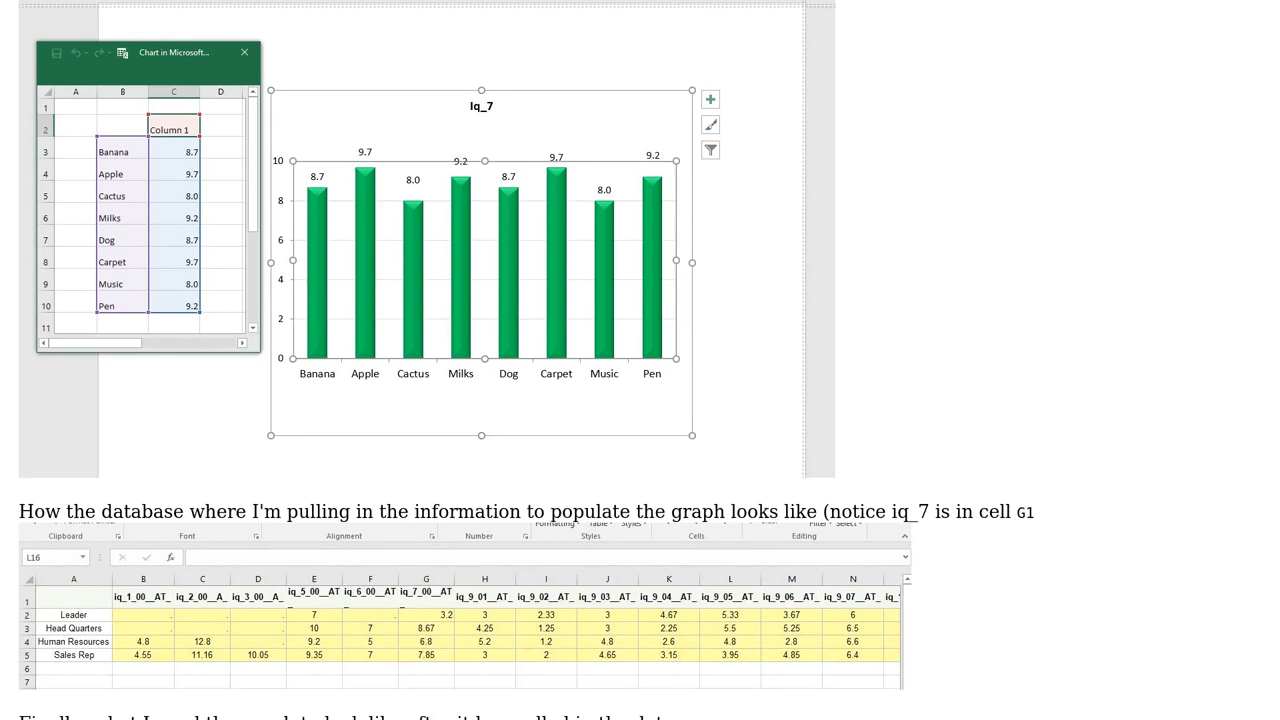 Chart in Microsoft...
A B C D
1
2 Column 1
3 Banana 8.7
4 Apple 9.7
5 Cactus 8.0
6 Milks 9.2
7 Dog 8.7
8 Carpet 9.7
9 Music 8.0
10 Pen 9.2
11
Iq_7
8.7 9.7 8.0 9.2 8.7 9.7 8.0 9.2
10
8
6
4
2
0
Banana Apple Cactus Milks Dog Carpet Music Pen
How the database where I'm pulling in the information to populate the graph looks like (notice iq_7 is in cell G1
Formatting Table Styles Filter Select
Clipboard Font Alignment Number Styles Cells Editing
L16 fx
A B C D E F G H I J K L M N
1 iq_1_00__AT_ iq_2_00__A_ iq_3_00__A_ iq_5_00__AT_ iq_6_00__AT_ iq_7_00__AT_ iq_9_01__AT_ iq_9_02__AT_ iq_9_03__AT_ iq_9_04__AT_ iq_9_05__AT_ iq_9_06__AT_ iq_9_07__AT_
2 Leader . . . 7 . 3.2 3 2.33 3 4.67 5.33 3.67 6
3 Head Quarters . . . 10 7 8.67 4.25 1.25 3 2.25 5.5 5.25 6.5
4 Human Resources 4.8 12.8 . 9.2 5 6.8 5.2 1.2 4.8 2.6 4.8 2.8 6.6
5 Sales Rep 4.55 11.16 10.05 9.35 7 7.85 3 2 4.65 3.15 3.95 4.85 6.4
6
7